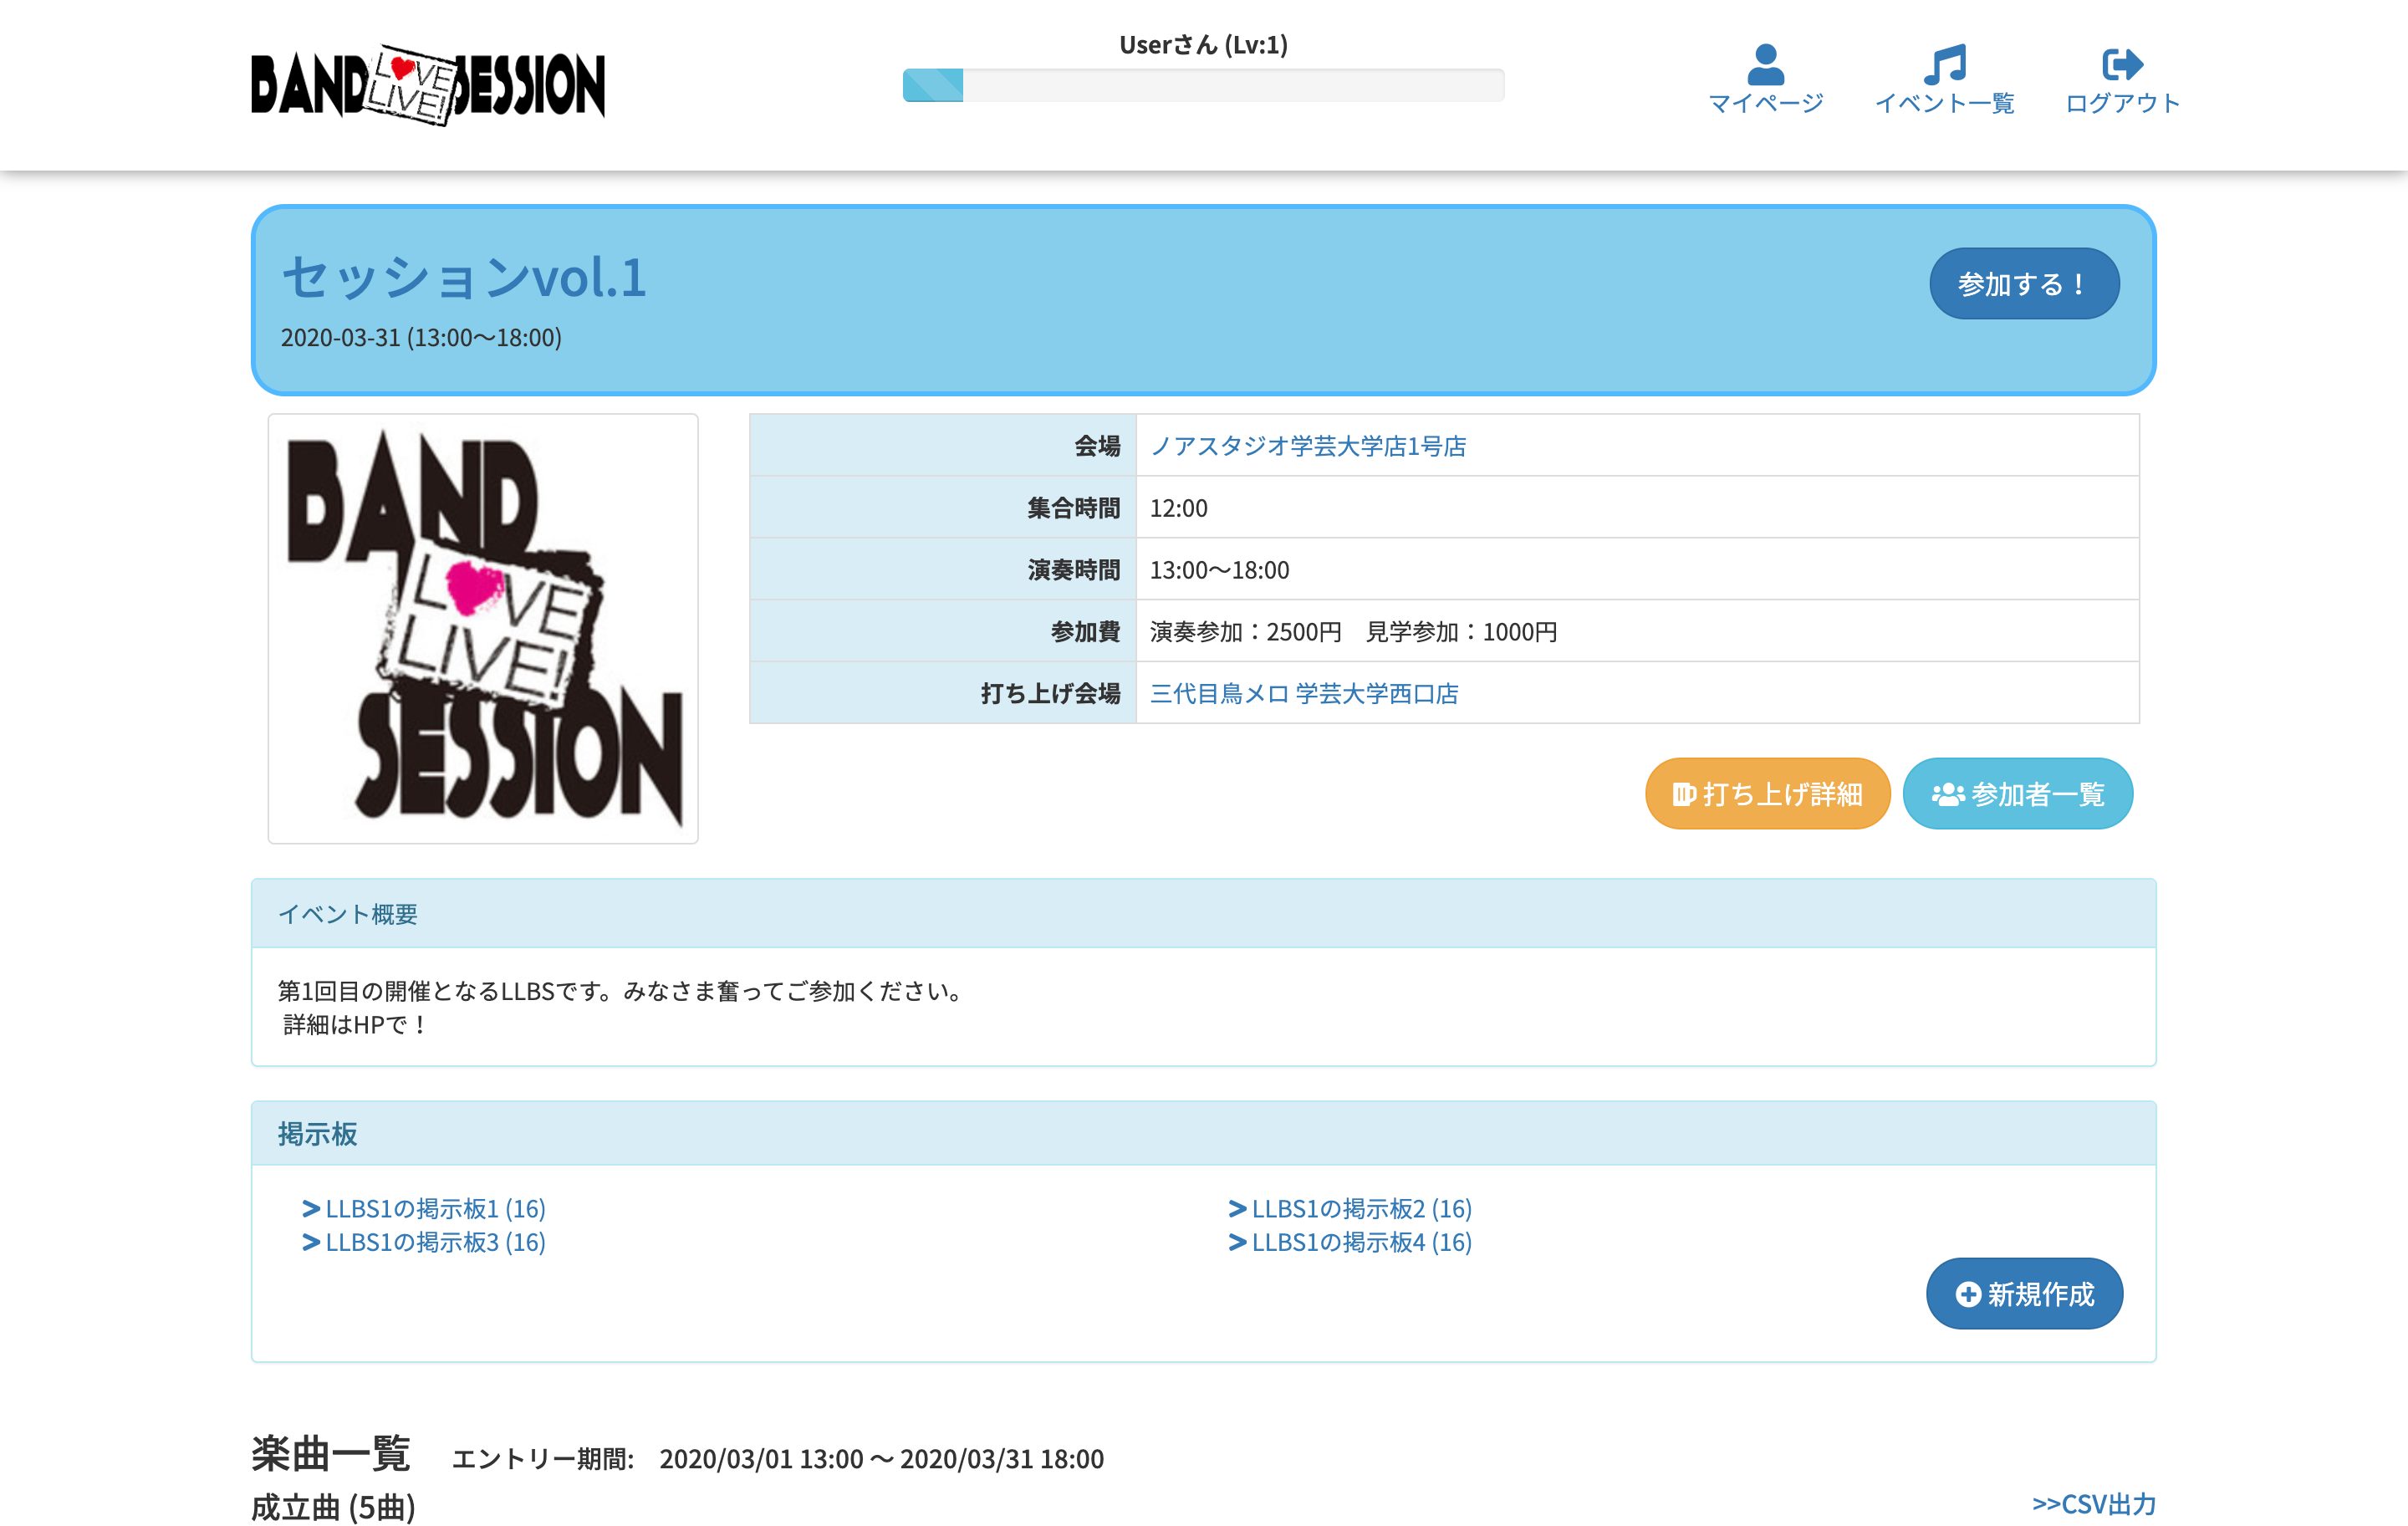 BAND LOVE LIVE! SESSION
Userさん (Lv:1)
マイページ
イベント一覧
ログアウト
セッションvol.1
参加する！
2020-03-31 (13:00〜18:00)
BAND
LOVE
LIVE!
SESSION
会場 ノアスタジオ学芸大学店1号店
集合時間 12:00
演奏時間 13:00〜18:00
参加費 演奏参加：2500円　見学参加：1000円
打ち上げ会場 三代目鳥メロ 学芸大学西口店
打ち上げ詳細
参加者一覧
イベント概要
第1回目の開催となるLLBSです。みなさま奮ってご参加ください。
詳細はHPで！
掲示板
LLBS1の掲示板1 (16)
LLBS1の掲示板2 (16)
LLBS1の掲示板3 (16)
LLBS1の掲示板4 (16)
新規作成
楽曲一覧 エントリー期間:　2020/03/01 13:00 〜 2020/03/31 18:00
成立曲 (5曲)
>>CSV出力